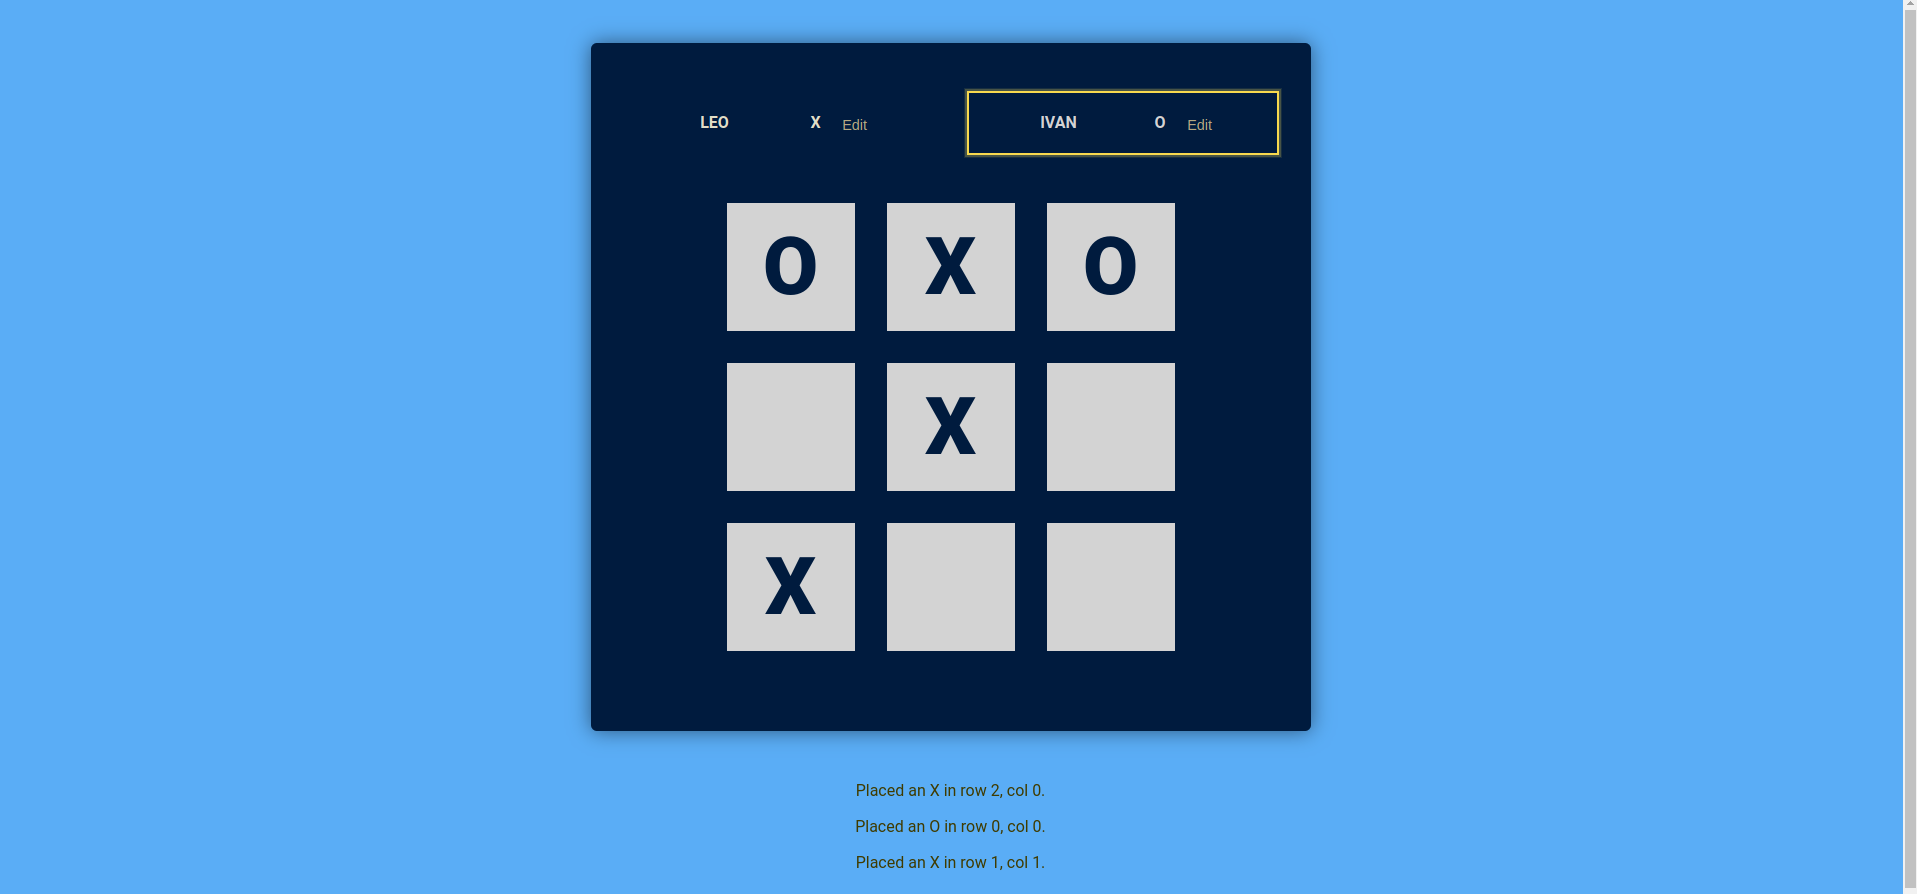 LEO X Edit IVAN O Edit
O X O
X
X
Placed an X in row 2, col 0.
Placed an O in row 0, col 0.
Placed an X in row 1, col 1.